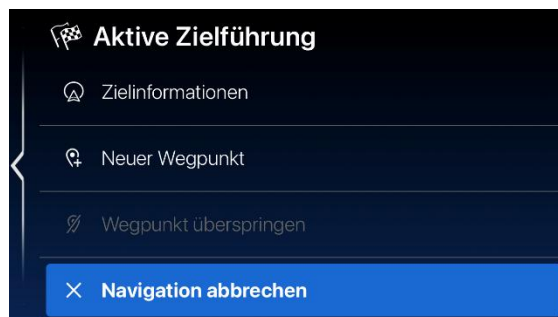 Aktive Zielführung
Zielinformationen
Neuer Wegpunkt
Wegpunkt überspringen
Navigation abbrechen